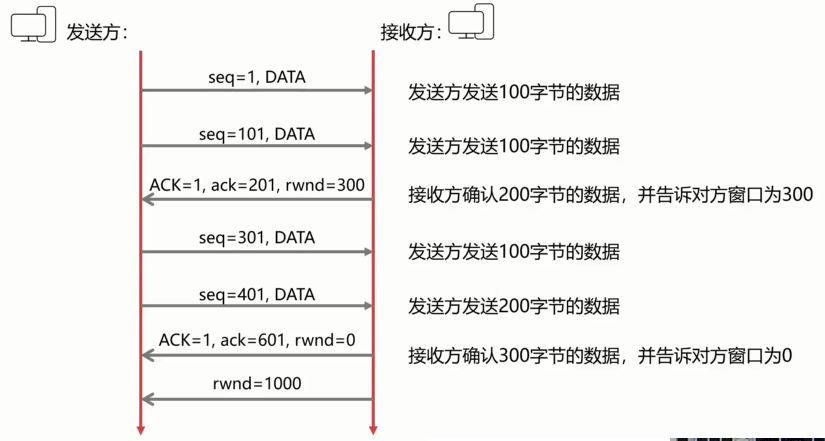 发送方： 接收方：
seq=1, DATA 发送方发送100字节的数据
seq=101, DATA 发送方发送100字节的数据
ACK=1, ack=201, rwnd=300 接收方确认200字节的数据，并告诉对方窗口为300
seq=301, DATA 发送方发送100字节的数据
seq=401, DATA 发送方发送200字节的数据
ACK=1, ack=601, rwnd=0 接收方确认300字节的数据，并告诉对方窗口为0
rwnd=1000